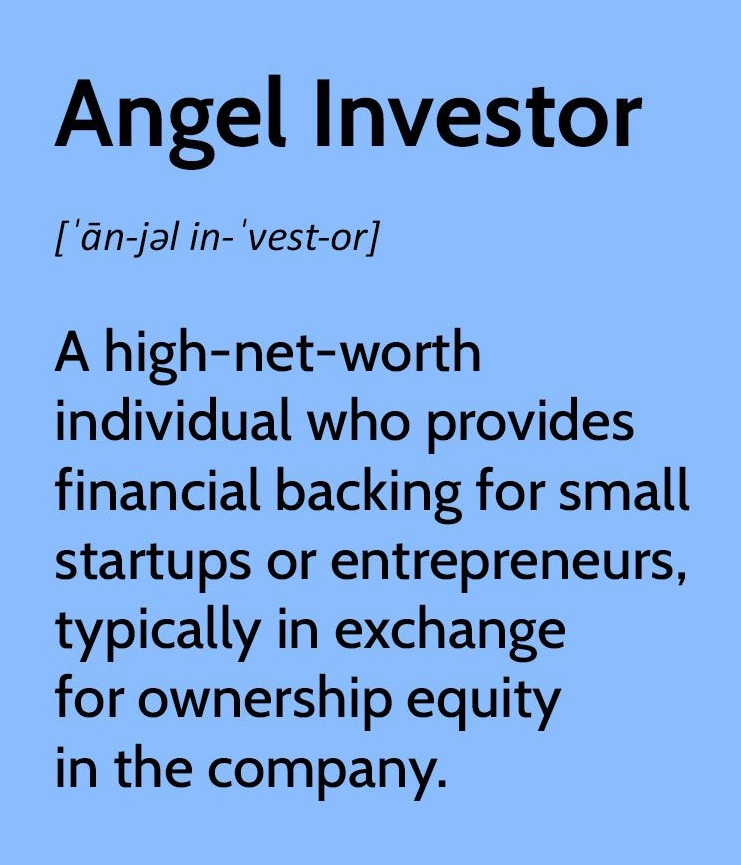 Angel Investor
[ˈān-jəl in-ˈvest-or]
A high-net-worth
individual who provides
financial backing for small
startups or entrepreneurs,
typically in exchange
for ownership equity
in the company.